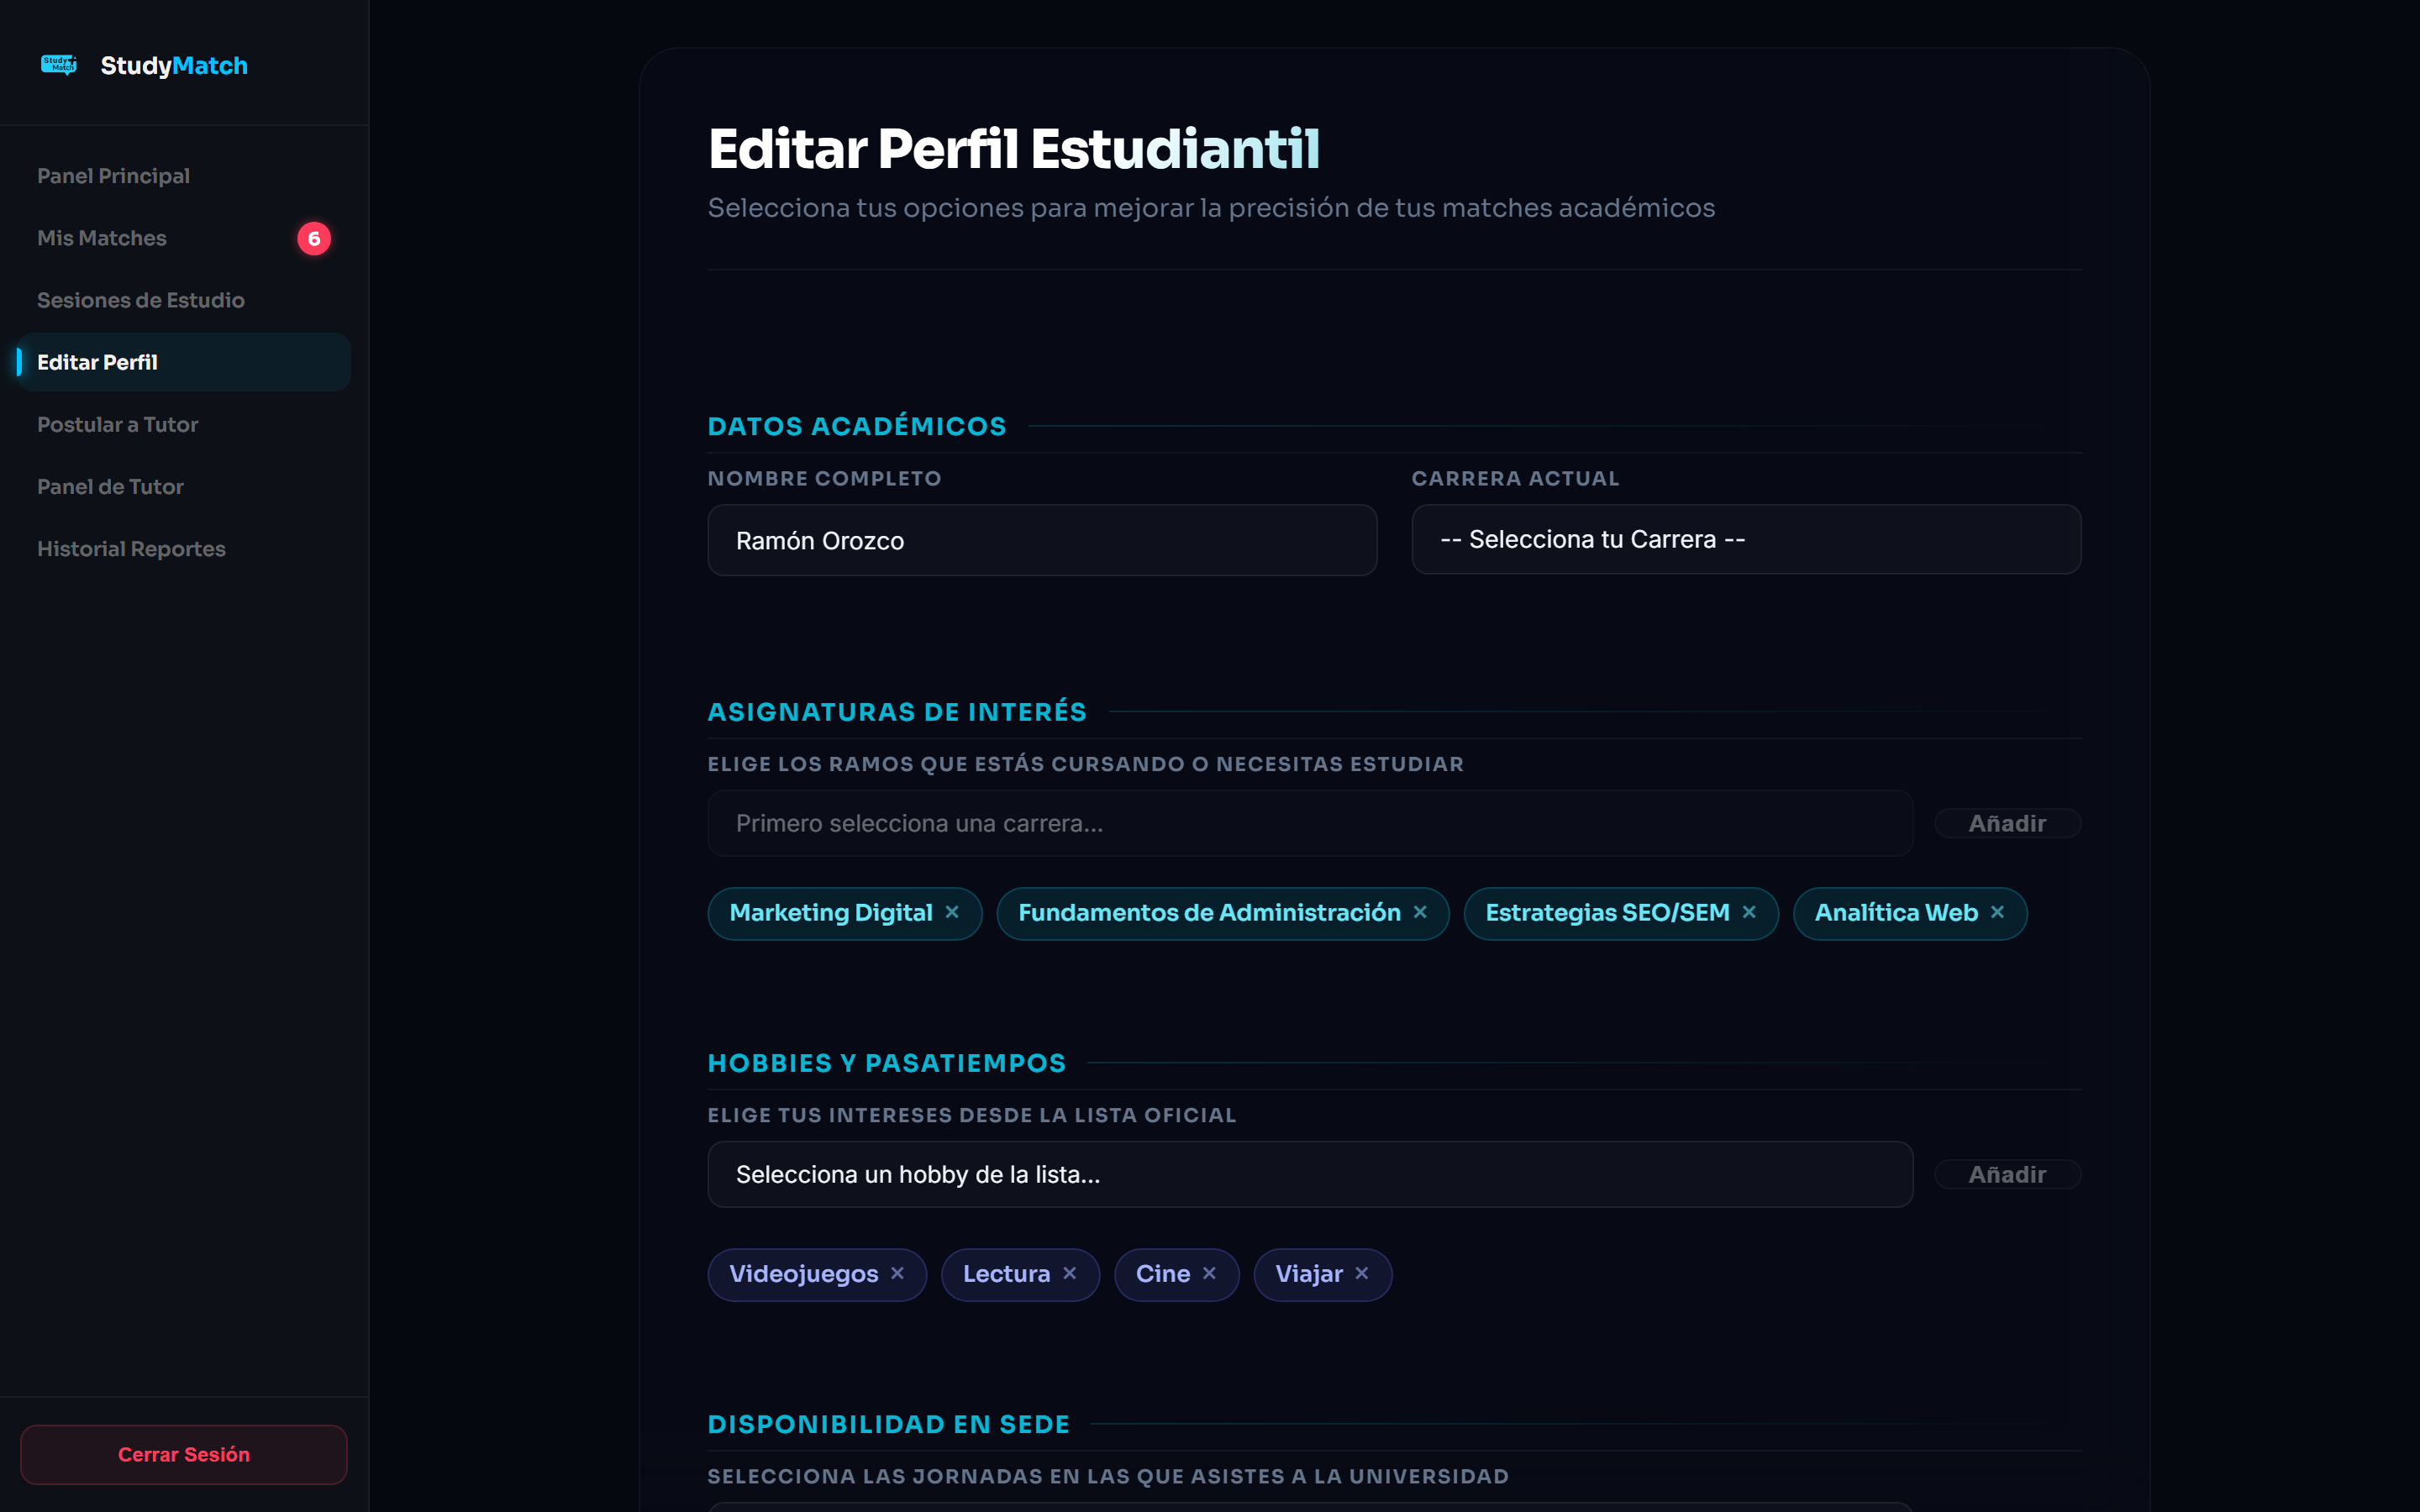 Study
Match
StudyMatch
Panel Principal
Mis Matches
6
Sesiones de Estudio
Editar Perfil
Postular a Tutor
Panel de Tutor
Historial Reportes
Cerrar Sesión
Editar Perfil Estudiantil
Selecciona tus opciones para mejorar la precisión de tus matches académicos
DATOS ACADÉMICOS
NOMBRE COMPLETO
Ramón Orozco
CARRERA ACTUAL
-- Selecciona tu Carrera --
ASIGNATURAS DE INTERÉS
ELIGE LOS RAMOS QUE ESTÁS CURSANDO O NECESITAS ESTUDIAR
Primero selecciona una carrera...
Añadir
Marketing Digital ✕
Fundamentos de Administración ✕
Estrategias SEO/SEM ✕
Analítica Web ✕
HOBBIES Y PASATIEMPOS
ELIGE TUS INTERESES DESDE LA LISTA OFICIAL
Selecciona un hobby de la lista...
Añadir
Videojuegos ✕
Lectura ✕
Cine ✕
Viajar ✕
DISPONIBILIDAD EN SEDE
SELECCIONA LAS JORNADAS EN LAS QUE ASISTES A LA UNIVERSIDAD